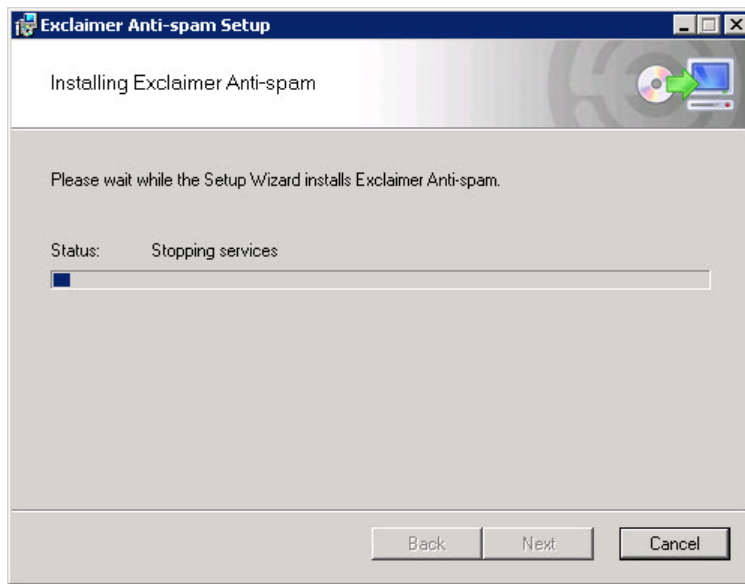 Exclaimer Anti-spam Setup
Installing Exclaimer Anti-spam
Please wait while the Setup Wizard installs Exclaimer Anti-spam.
Status: Stopping services
Back Next Cancel